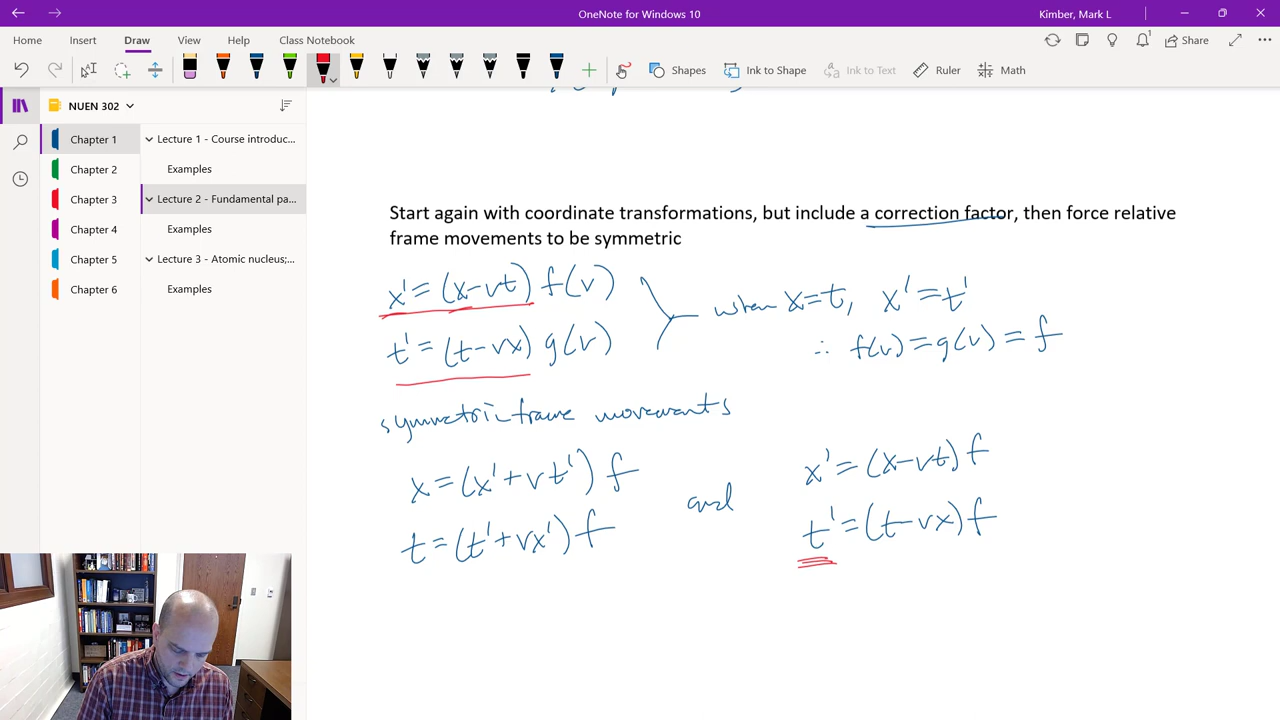 OneNote for Windows 10
Kimber, Mark L
Home Insert Draw View Help Class Notebook
Share
Shapes Ink to Shape Ink to Text Ruler Math
NUEN 302
Chapter 1
Chapter 2
Chapter 3
Chapter 4
Chapter 5
Chapter 6
Lecture 1 - Course introduc...
Examples
Lecture 2 - Fundamental pa...
Examples
Lecture 3 - Atomic nucleus;...
Examples
Start again with coordinate transformations, but include a correction factor, then force relative
frame movements to be symmetric
x' = (x-vt) f(v)
t' = (t-vx) g(v)
when x=t, x'=t'
∴ f(v) = g(v) = f
symmetric frame movements
x = (x'+vt') f
t = (t'+vx') f
and
x' = (x-vt) f
t' = (t-vx) f